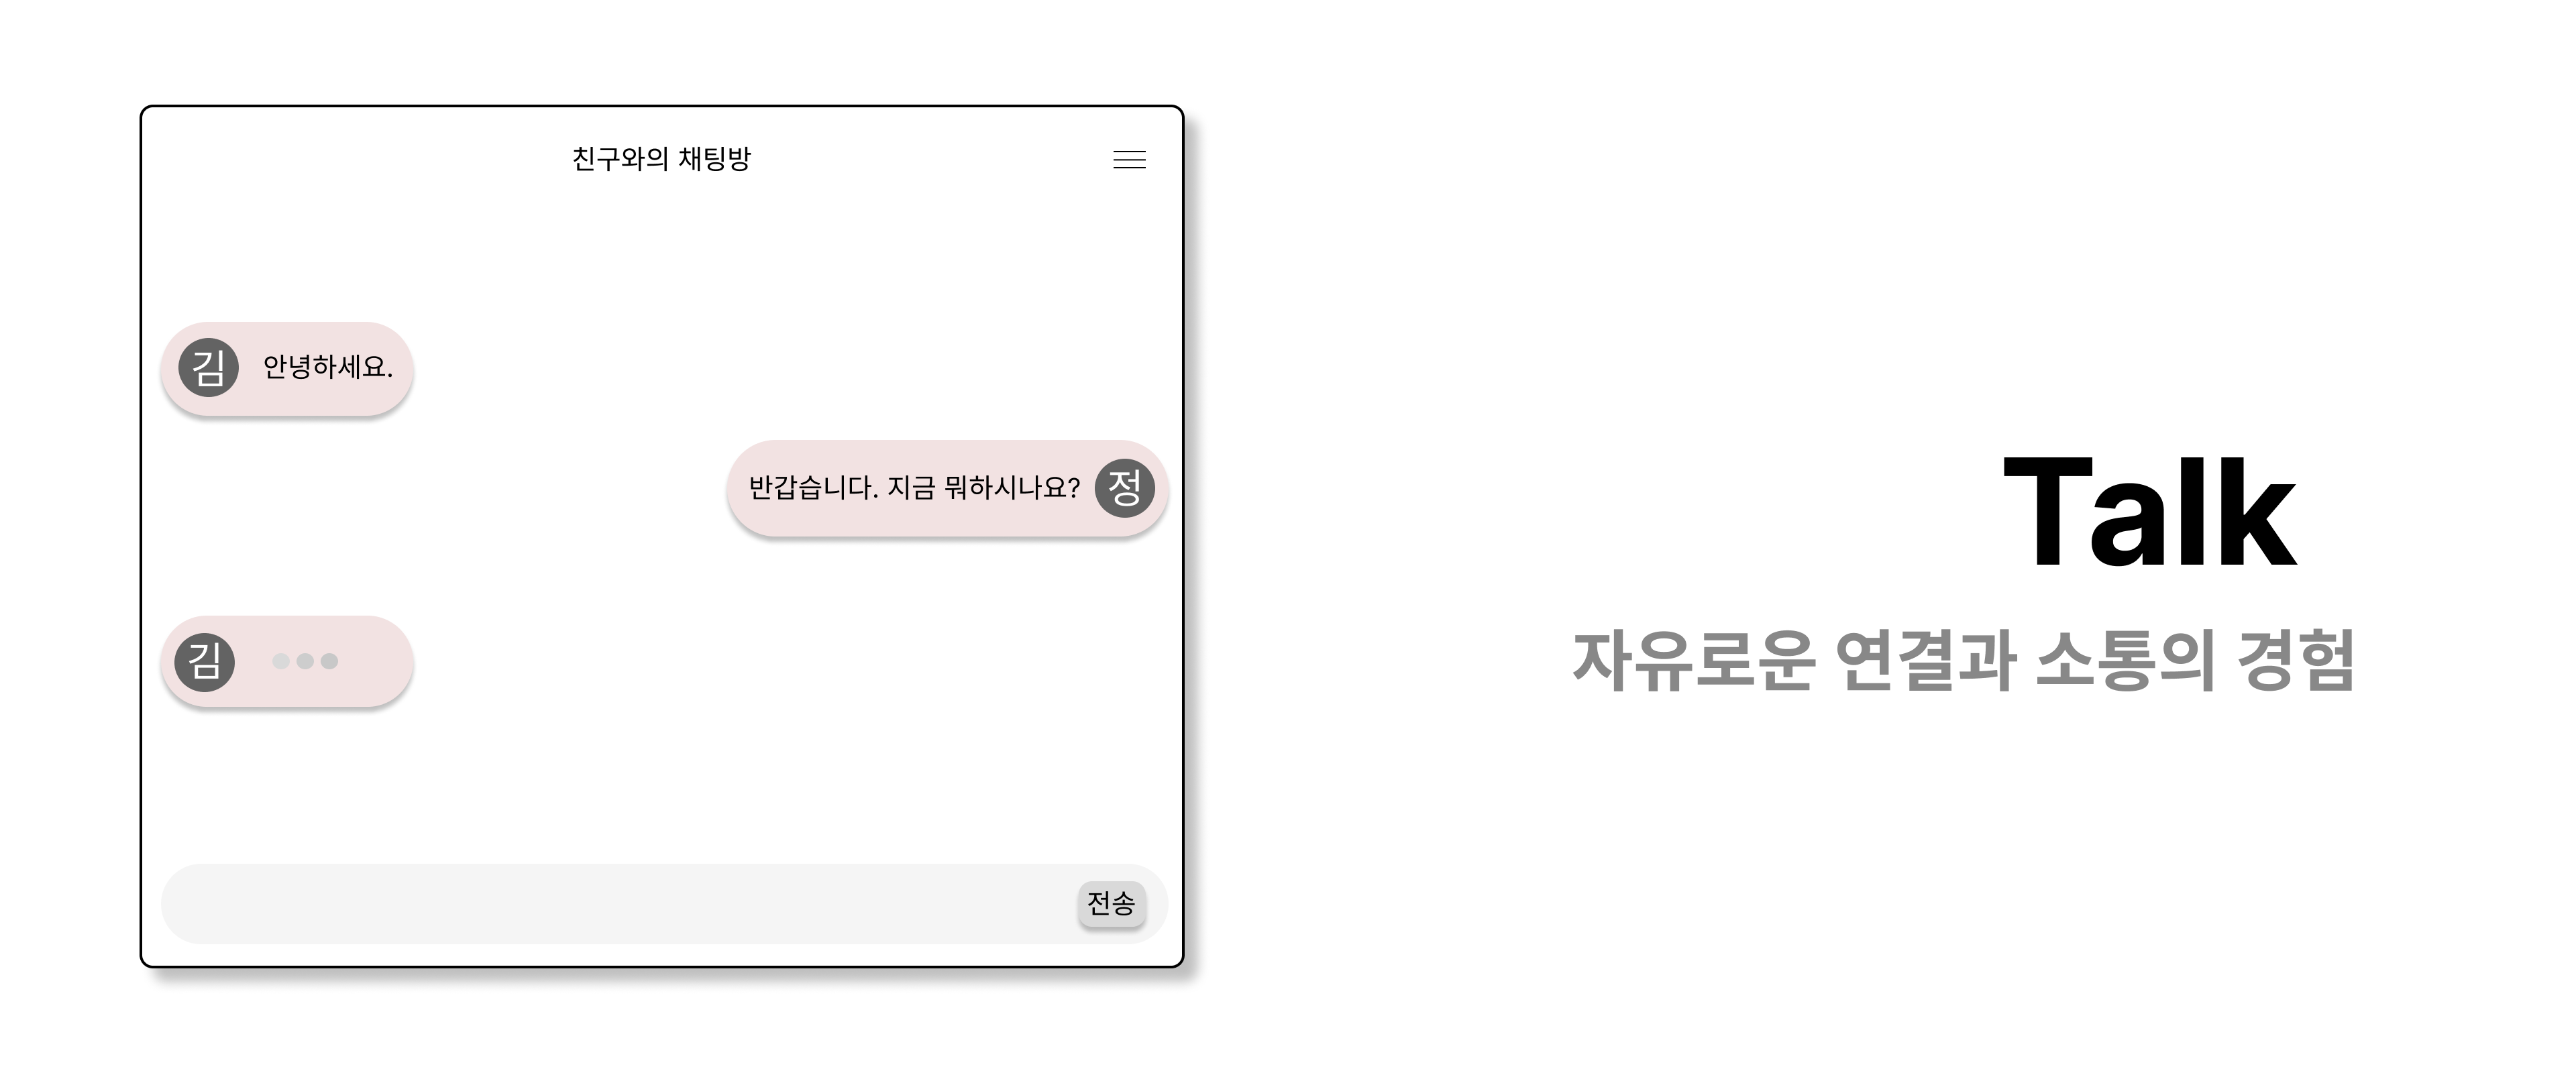 친구와의 채팅방
김 안녕하세요.
반갑습니다. 지금 뭐하시나요? 정
김
전송
Talk
자유로운 연결과 소통의 경험